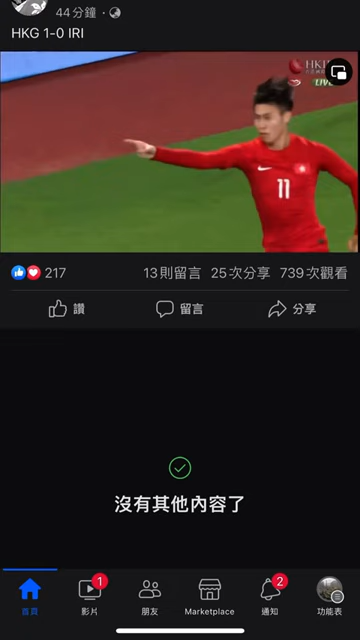 44分鐘 ·
HKG 1-0 IRI
LIVE
11
217
13則留言 25次分享 739次觀看
讚
留言
分享
沒有其他內容了
1
2
首頁
影片
朋友
Marketplace
通知
功能表